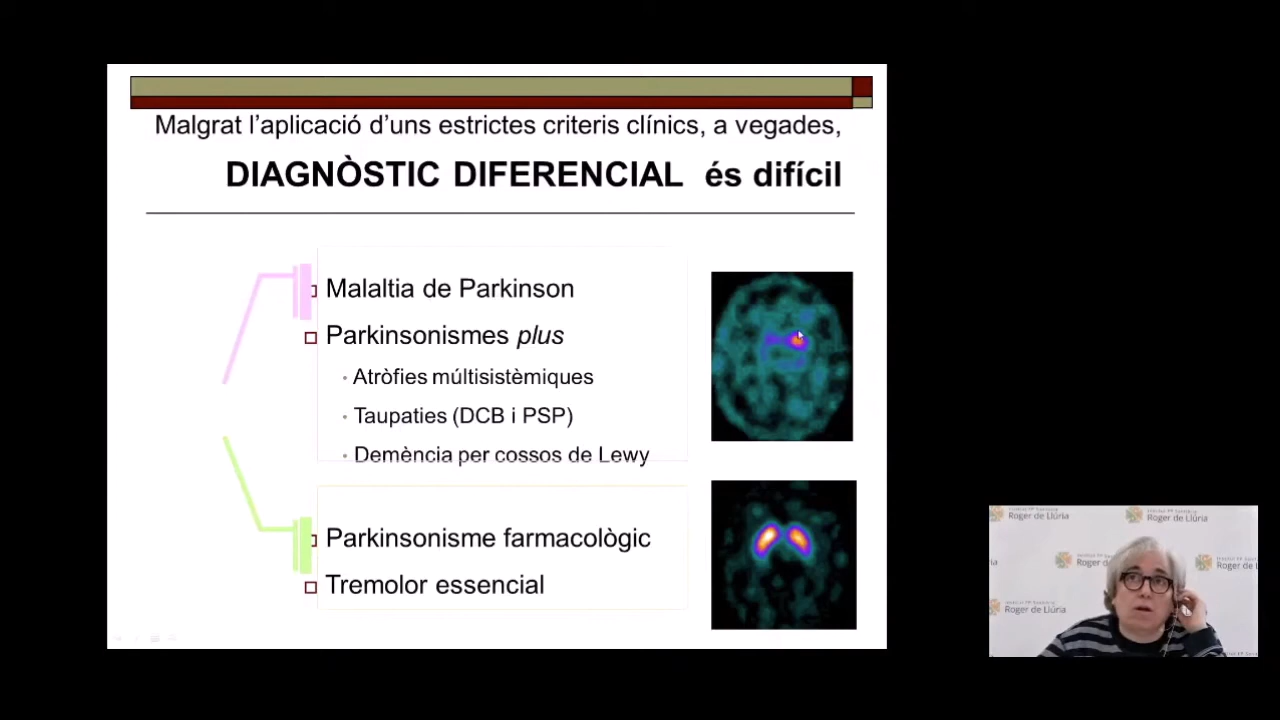 Malgrat l’aplicació d’uns estrictes criteris clínics, a vegades,
DIAGNÒSTIC DIFERENCIAL és difícil
Malaltia de Parkinson
Parkinsonismes plus
Atròfies múltisistèmiques
Taupaties (DCB i PSP)
Demència per cossos de Lewy
Parkinsonisme farmacològic
Tremolor essencial
Roger de Llúria
Roger de Llúria
Roger de Llúria
Roger de Llú
Roger de Llúria